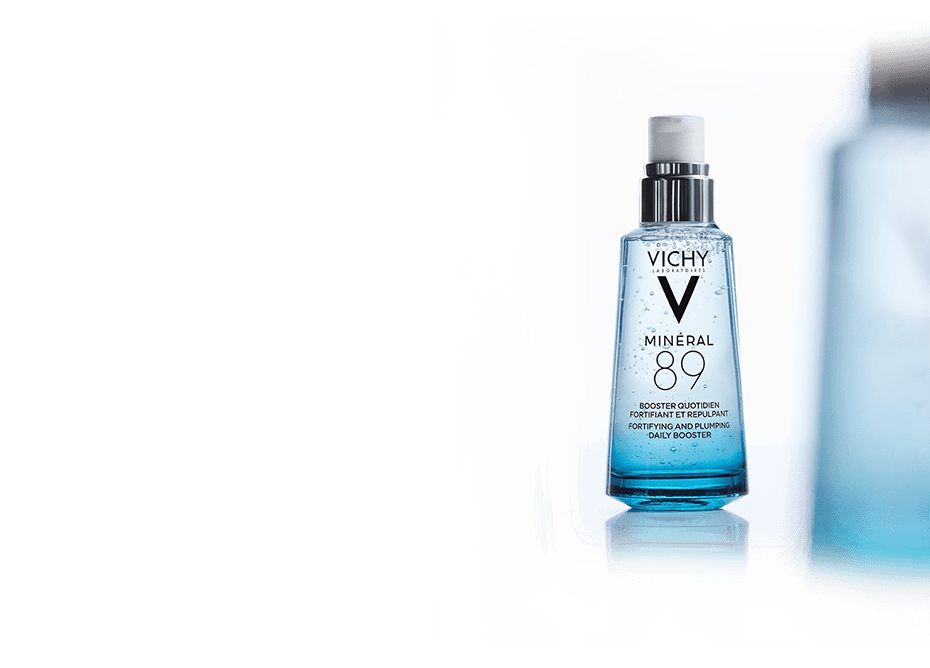 VICHY
LABORATOIRES
V
MINÉRAL
89
BOOSTER QUOTIDIEN
FORTIFIANT ET REPULPANT
FORTIFYING AND PLUMPING
DAILY BOOSTER